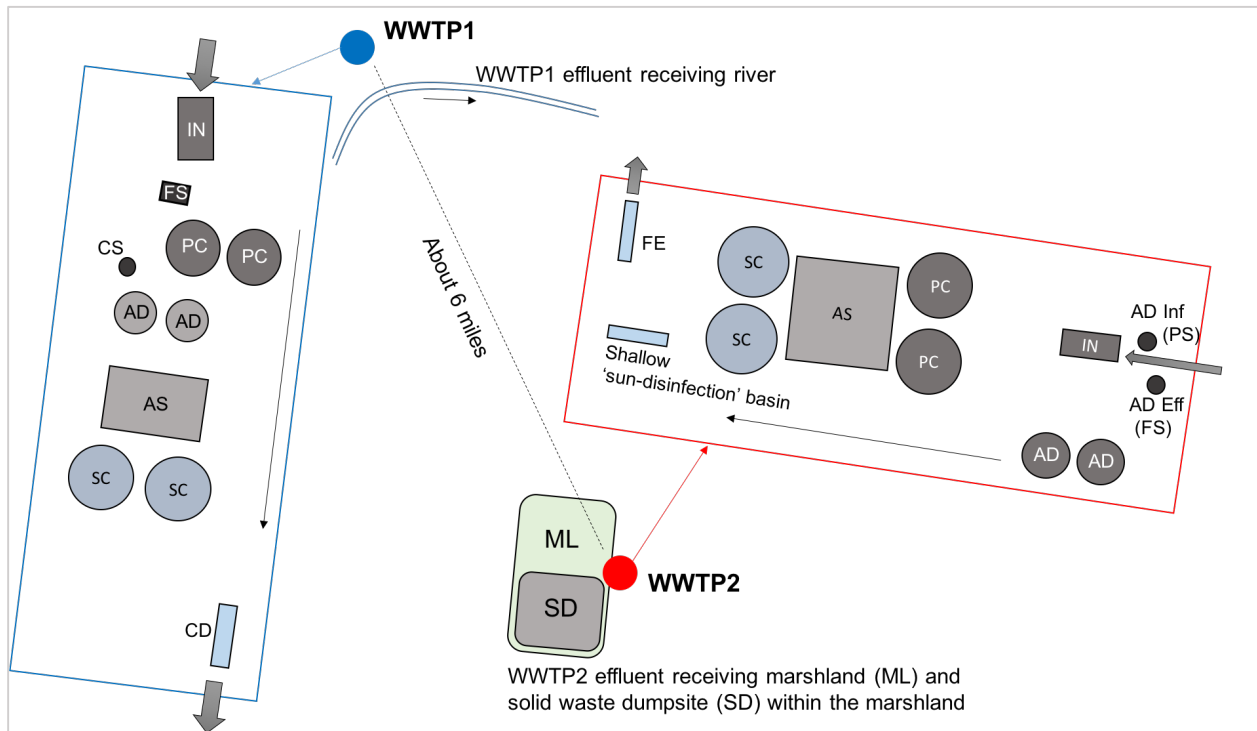 WWTP1
WWTP1 effluent receiving river
IN
FS
PC
PC
CS
AD
AD
AS
SC
SC
CD
About 6 miles
FE
SC
SC
AS
PC
PC
IN
AD Inf
(PS)
AD Eff
(FS)
AD
AD
Shallow
‘sun-disinfection’ basin
ML
SD
WWTP2
WWTP2 effluent receiving marshland (ML) and
solid waste dumpsite (SD) within the marshland